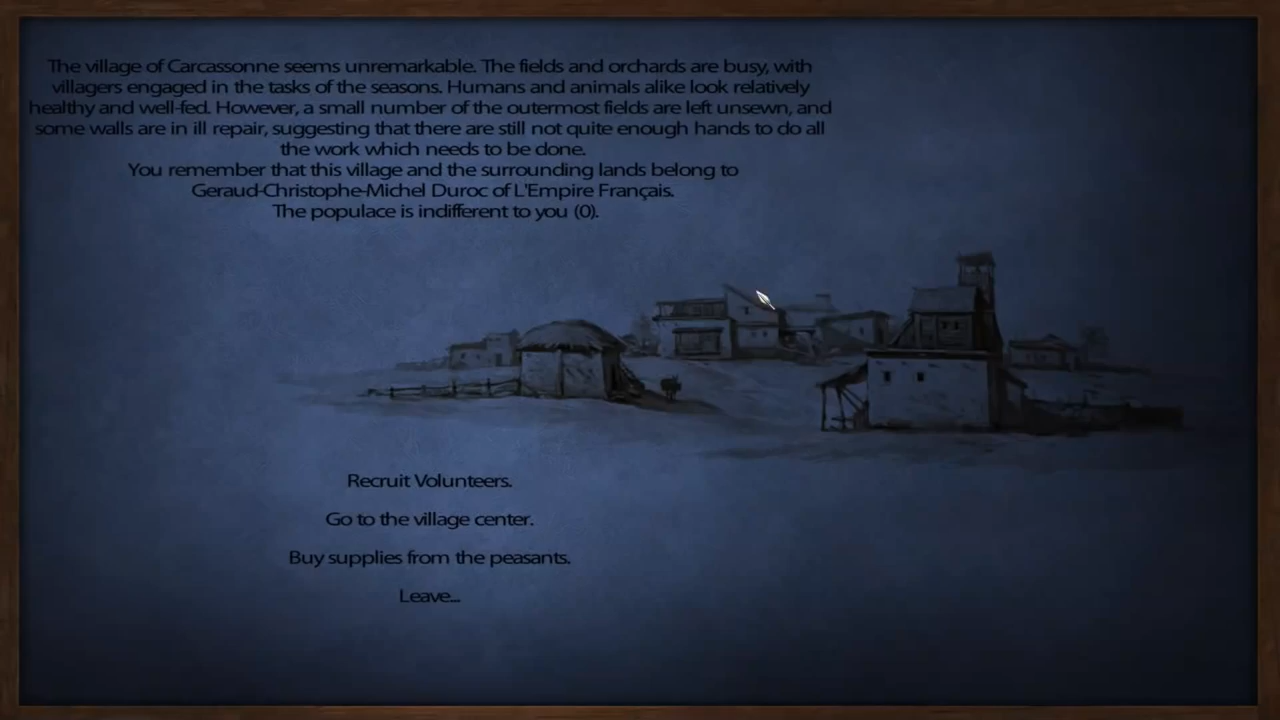 The village of Carcassonne seems unremarkable. The fields and orchards are busy, with
villagers engaged in the tasks of the seasons. Humans and animals alike look relatively
healthy and well-fed. However, a small number of the outermost fields are left unsewn, and
some walls are in ill repair, suggesting that there are still not quite enough hands to do all
the work which needs to be done.
You remember that this village and the surrounding lands belong to
Geraud-Christophe-Michel Duroc of L'Empire Français.
The populace is indifferent to you (0).
Recruit Volunteers.
Go to the village center.
Buy supplies from the peasants.
Leave...